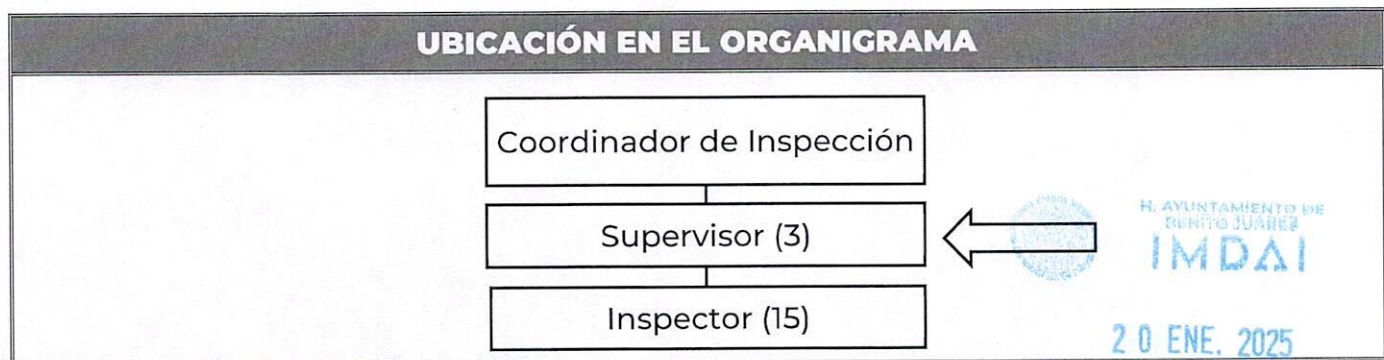 UBICACIÓN EN EL ORGANIGRAMA
Coordinador de Inspección
Supervisor (3)
Inspector (15)
H. AYUNTAMIENTO DE
BENITO JUÁREZ
IMDAI
20 ENE. 2025